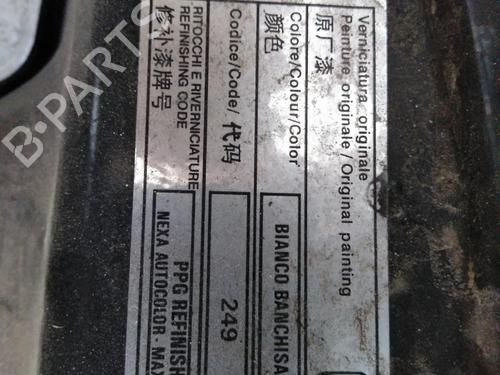 Verniciatura originale
Peinture originale / Original painting
原厂漆
Colore/Colour/Color
颜色
BIANCO BANCHISA
Codice/Code/ 代码
249
RITOCCHI E RIVERNICIATURE
REFINISHING CODE
修补漆牌号
PPG REFINISH
NEXA AUTOCOLOR - MAX
B-PARTS